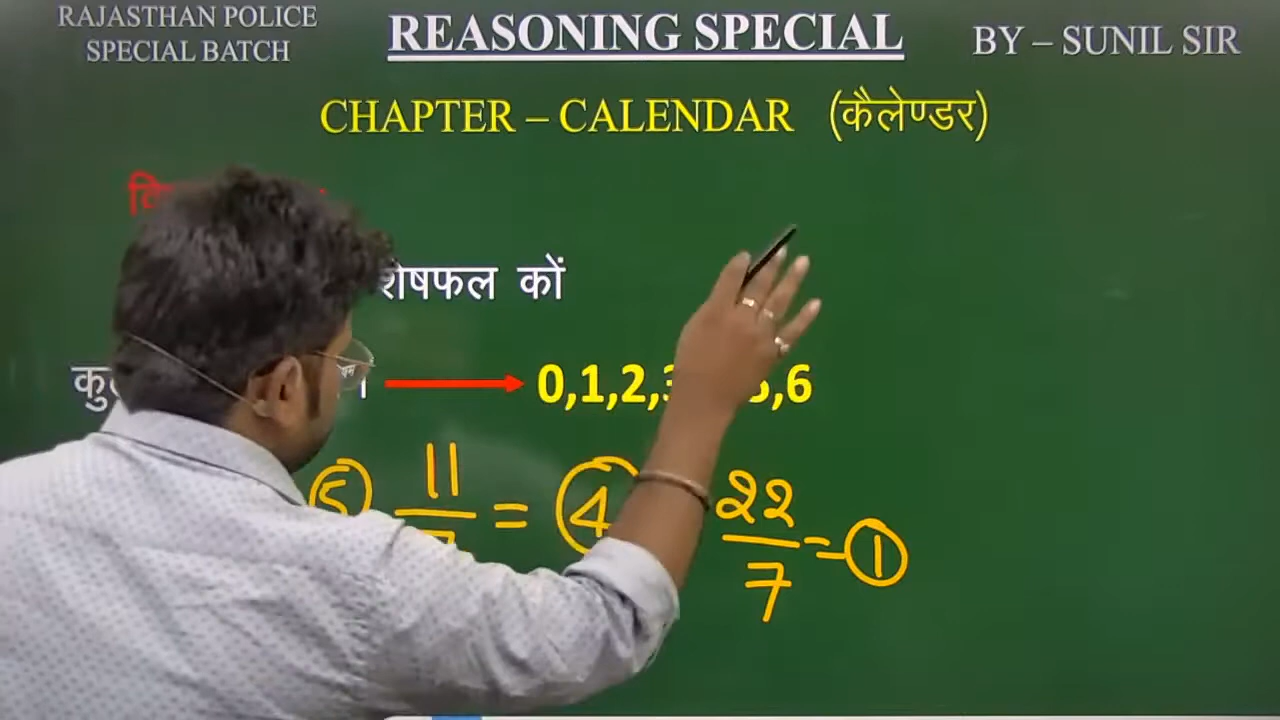 RAJASTHAN POLICE
SPECIAL BATCH
REASONING SPECIAL
BY – SUNIL SIR
CHAPTER – CALENDAR (कैलेण्डर)
शेषफल कों
0,1,2, 6
5 11 = 4
22/7 = 1